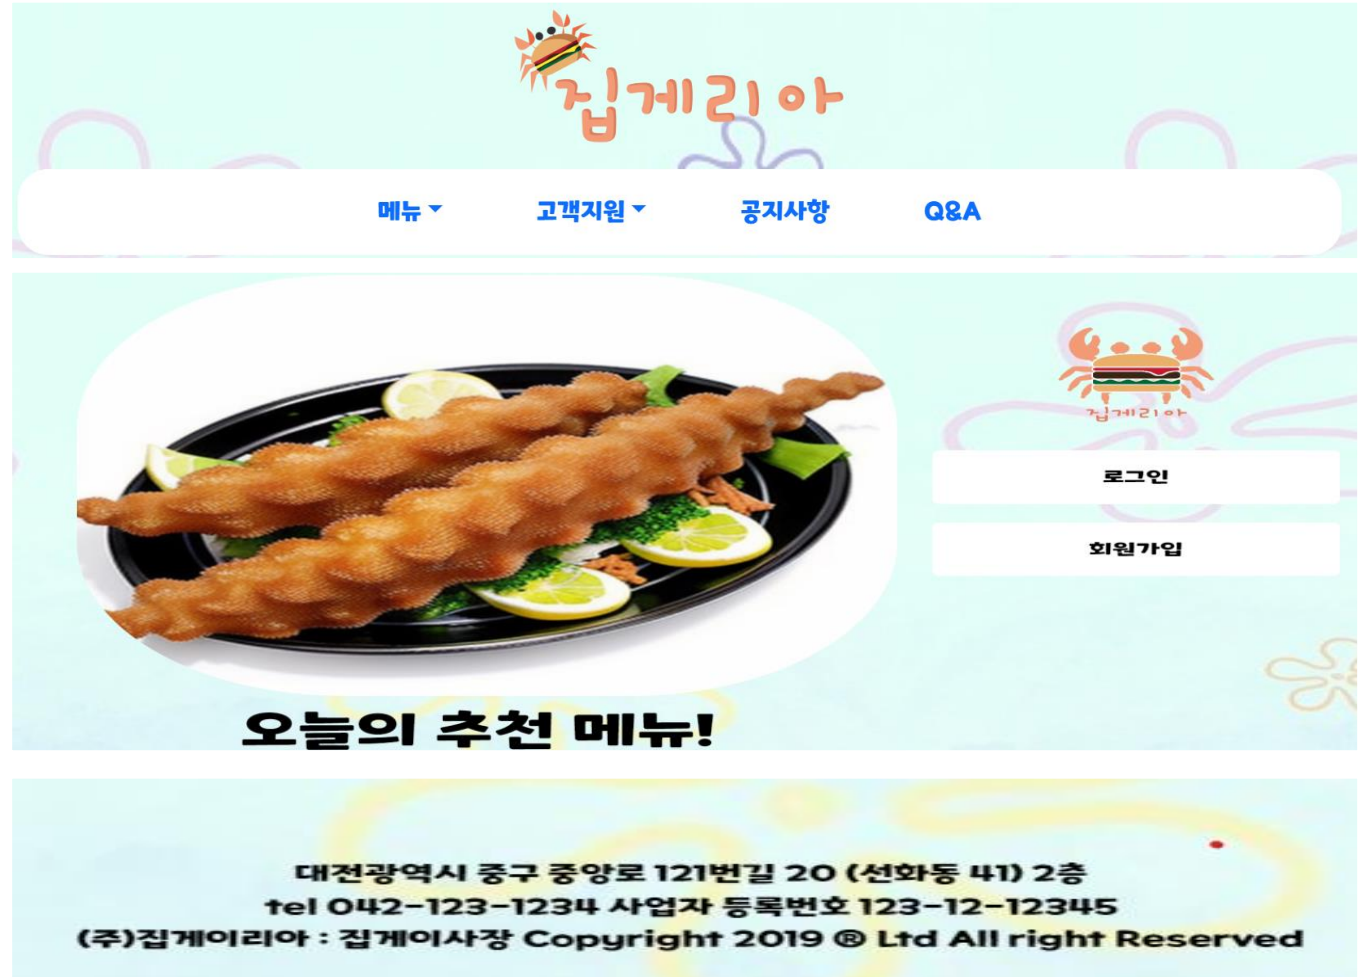 집게리아
메뉴 고객지원 공지사항 Q&A
집게리아
로그인
회원가입
오늘의 추천 메뉴!
대전광역시 중구 중앙로 121번길 20 (선화동 41) 2층
tel 042-123-1234 사업자 등록번호 123-12-12345
(주)집게이리아 : 집게이사장 Copyright 2019 ® Ltd All right Reserved